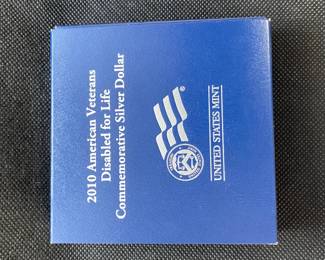 2010 American Veterans
Disabled for Life
Commemorative Silver Dollar
UNITED STATES MINT